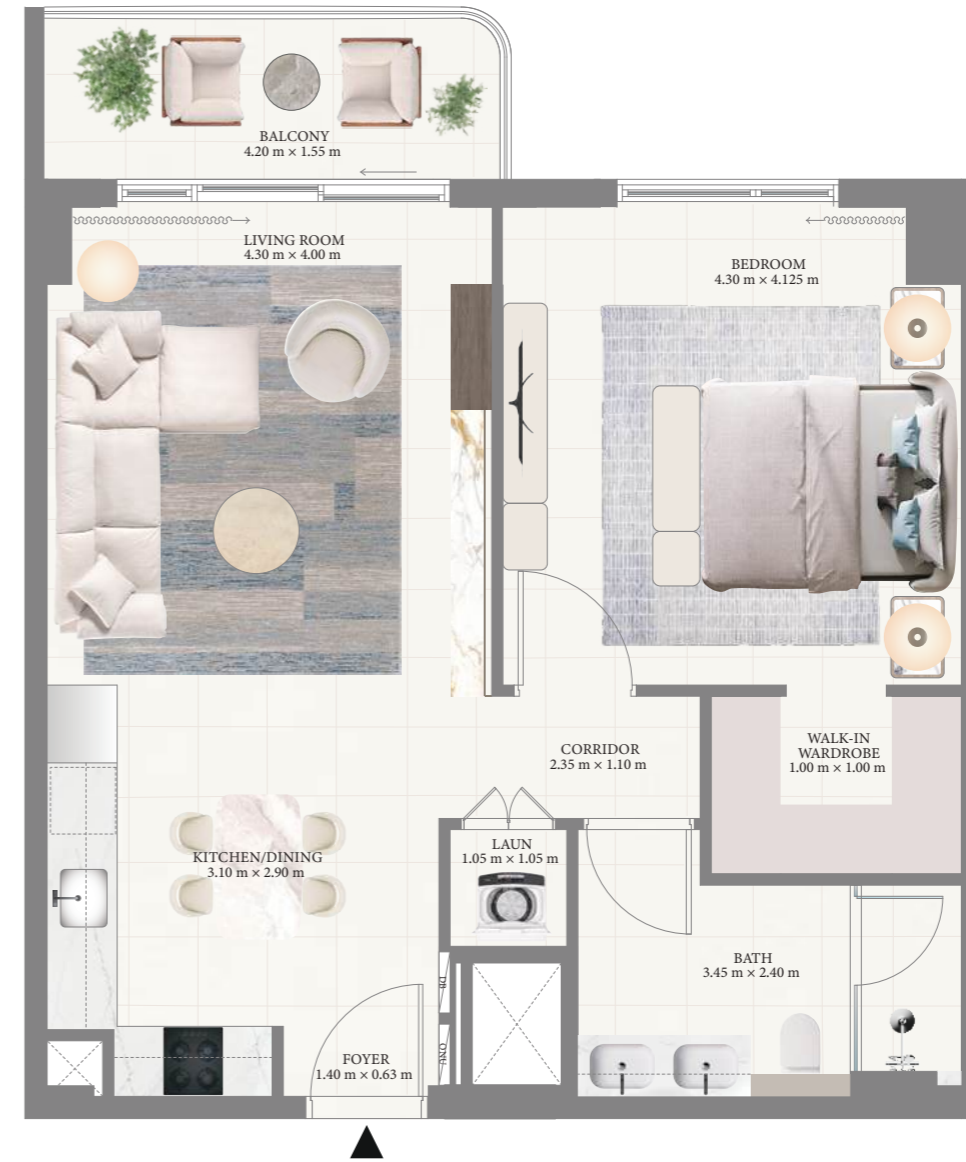 BALCONY
4.20 m × 1.55 m
LIVING ROOM
4.30 m × 4.00 m
BEDROOM
4.30 m × 4.125 m
CORRIDOR
2.35 m × 1.10 m
WALK-IN
WARDROBE
1.00 m × 1.00 m
LAUN
1.05 m × 1.05 m
KITCHEN/DINING
3.10 m × 2.90 m
BATH
3.45 m × 2.40 m
DB
ONU
FOYER
1.40 m × 0.63 m